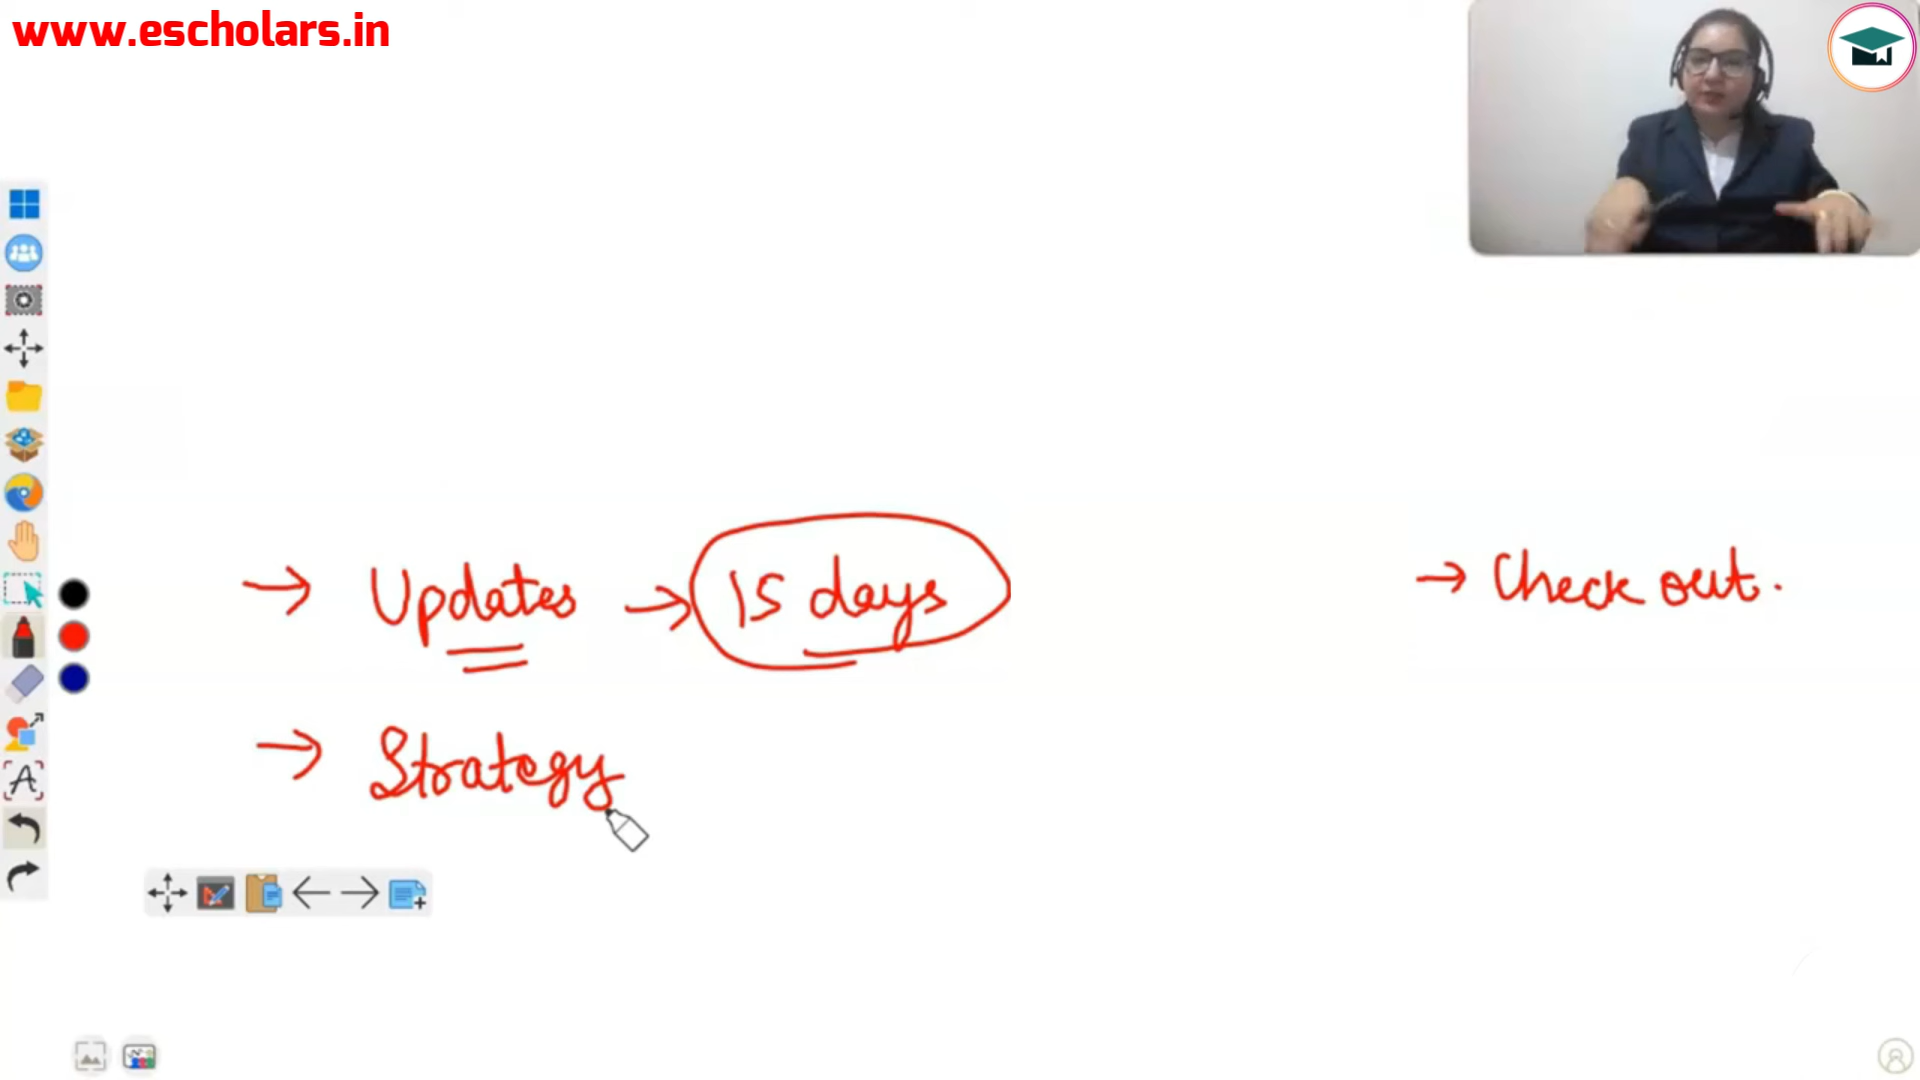 www.escholars.in
→ Updates → 15 days
→ Check out.
→ Strategy